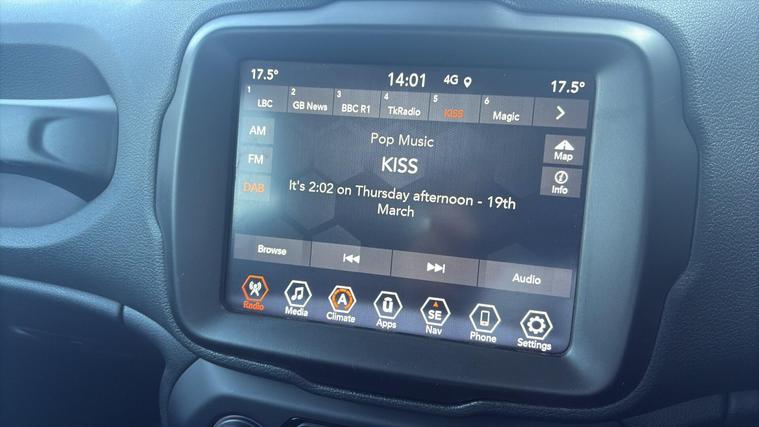 17.5° 14:01 4G 17.5°
1 LBC 2 GB News 3 BBC R1 4 TkRadio 5 KISS 6 Magic
AM
Pop Music
Map
FM
KISS
Info
DAB
It's 2:02 on Thursday afternoon - 19th
March
Browse Audio
A SE
Radio Media Climate Apps Nav Phone Settings